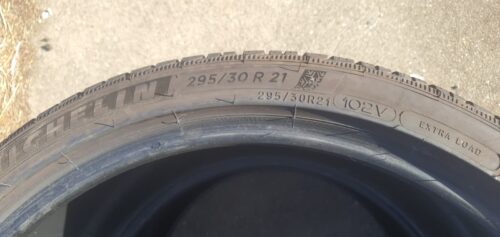 MICHELIN 295/30 R 21
295/30R21 102V EXTRA LOAD